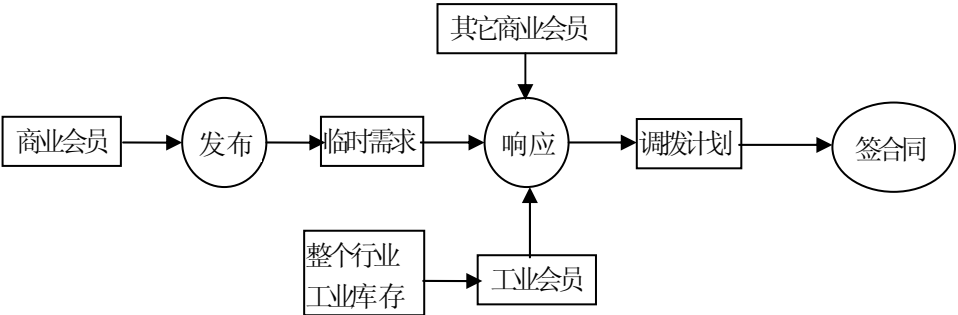 其它商业会员
商业会员
发布
临时需求
响应
调拨计划
签合同
整个行业
工业库存
工业会员